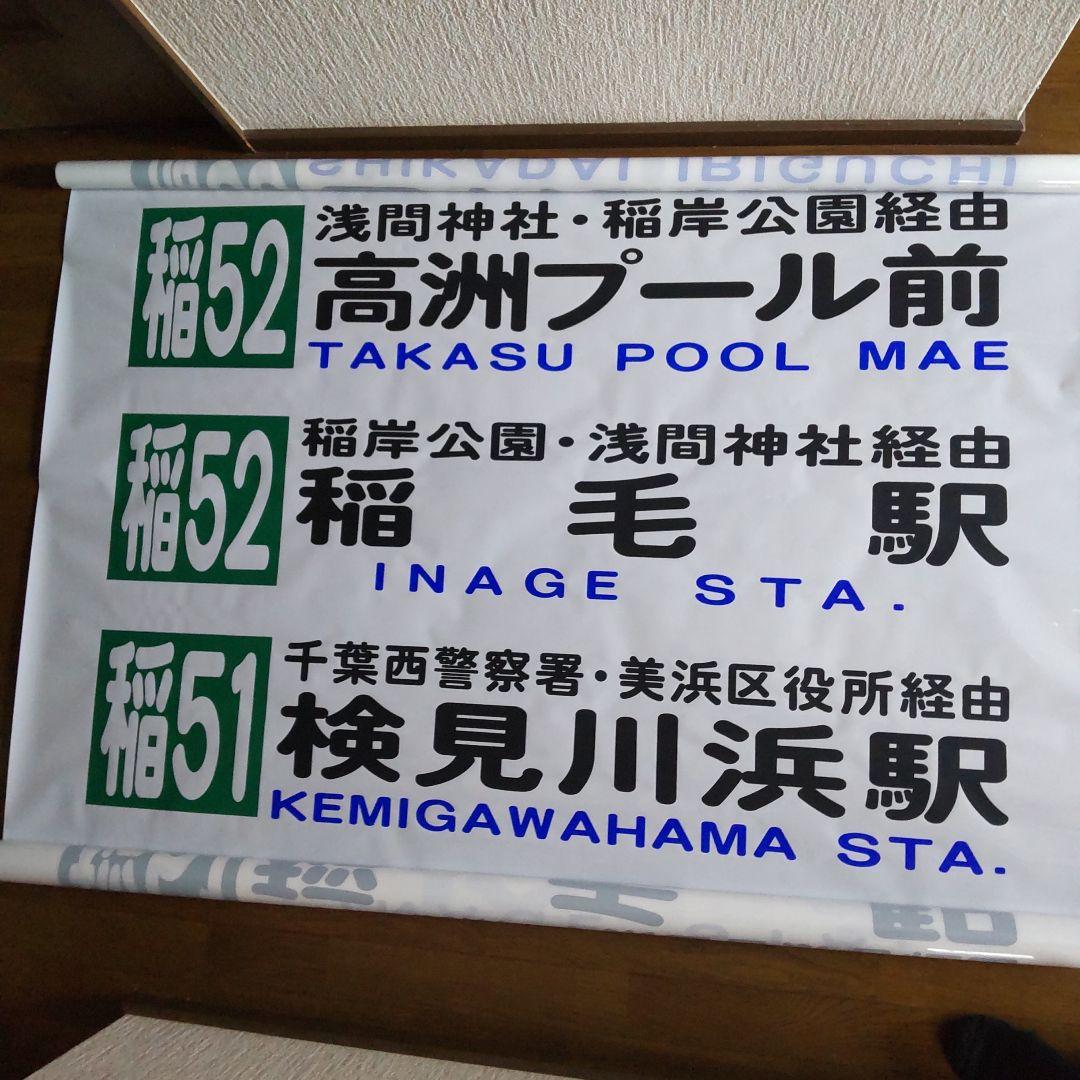 SHIKADAI IRIGUCHI
稲52
浅間神社・稲岸公園経由
高洲プール前
TAKASU POOL MAE
稲52
稲岸公園・浅間神社経由
稲毛駅
INAGE STA.
稲51
千葉西警察署・美浜区役所経由
検見川浜駅
KEMIGAWAHAMA STA.